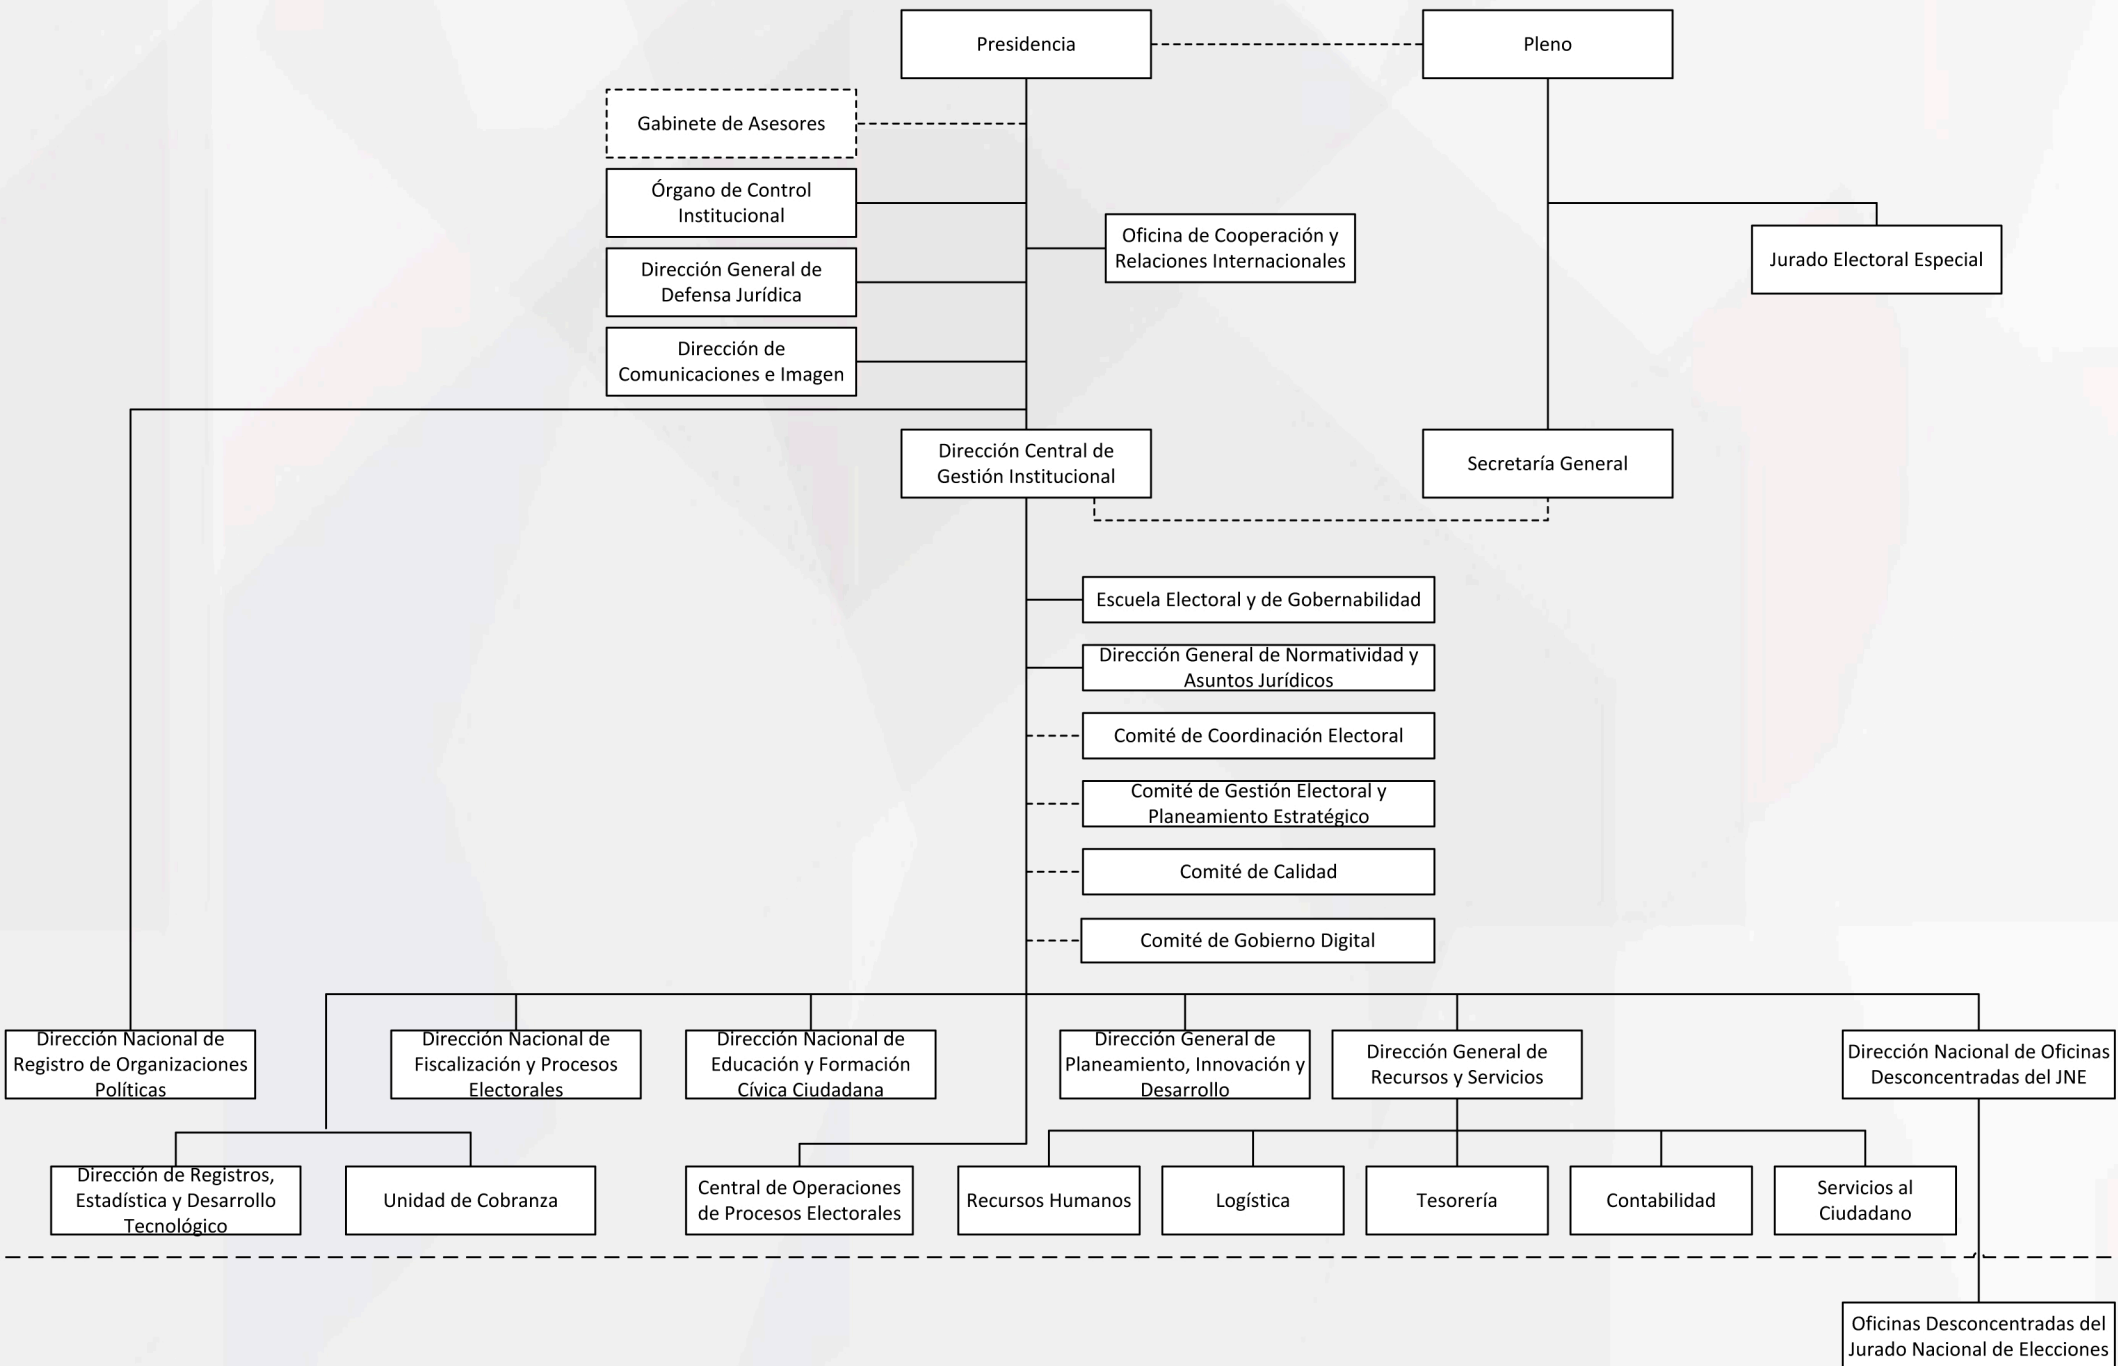 Presidencia
Pleno
Gabinete de Asesores
Órgano de Control
Institucional
Oficina de Cooperación y
Relaciones Internacionales
Jurado Electoral Especial
Dirección General de
Defensa Jurídica
Dirección de
Comunicaciones e Imagen
Dirección Central de
Gestión Institucional
Secretaría General
Escuela Electoral y de Gobernabilidad
Dirección General de Normatividad y
Asuntos Jurídicos
Comité de Coordinación Electoral
Comité de Gestión Electoral y
Planeamiento Estratégico
Comité de Calidad
Comité de Gobierno Digital
Dirección Nacional de
Registro de Organizaciones
Políticas
Dirección Nacional de
Fiscalización y Procesos
Electorales
Dirección Nacional de
Educación y Formación
Cívica Ciudadana
Dirección General de
Planeamiento, Innovación y
Desarrollo
Dirección General de
Recursos y Servicios
Dirección Nacional de Oficinas
Desconcentradas del JNE
Dirección de Registros,
Estadística y Desarrollo
Tecnológico
Unidad de Cobranza
Central de Operaciones
de Procesos Electorales
Recursos Humanos
Logística
Tesorería
Contabilidad
Servicios al
Ciudadano
Oficinas Desconcentradas del
Jurado Nacional de Elecciones